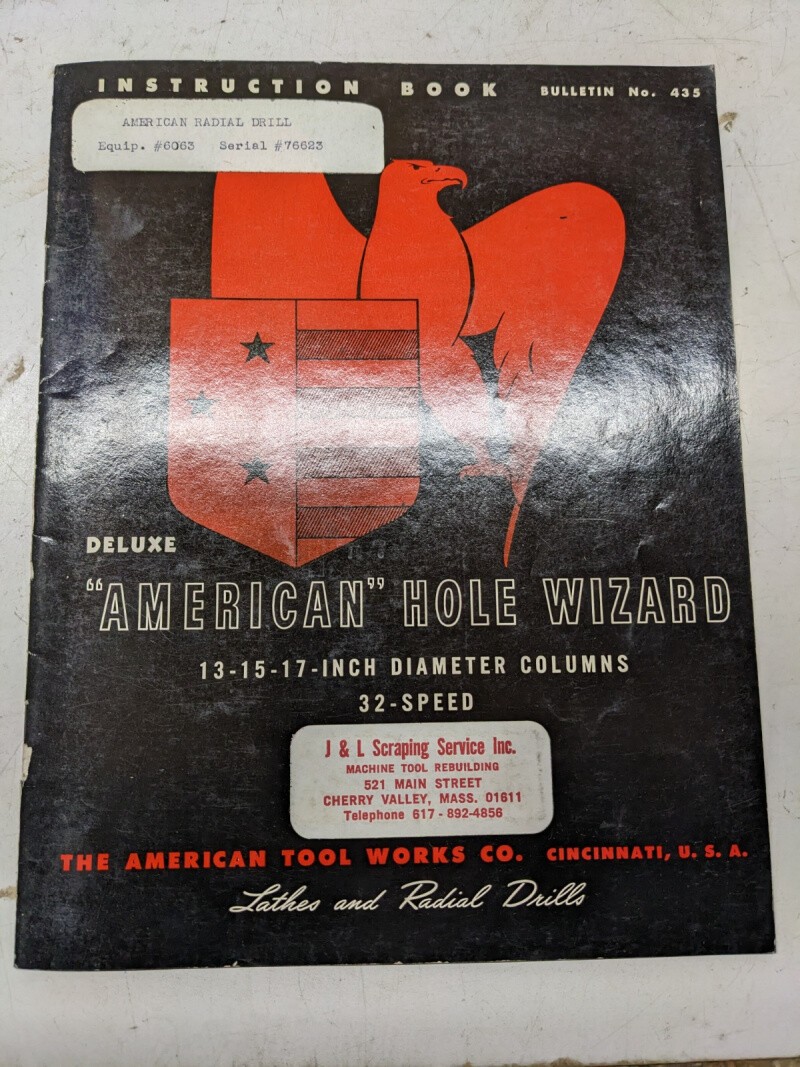 INSTRUCTION BOOK BULLETIN No. 435
AMERICAN RADIAL DRILL
Equip. #6063 Serial #76623
DELUXE
"AMERICAN" HOLE WIZARD
13-15-17-INCH DIAMETER COLUMNS
32-SPEED
J & L Scraping Service Inc.
MACHINE TOOL REBUILDING
521 MAIN STREET
CHERRY VALLEY, MASS. 01611
Telephone 617-892-4856
THE AMERICAN TOOL WORKS CO. CINCINNATI, U. S. A.
Lathes and Radial Drills